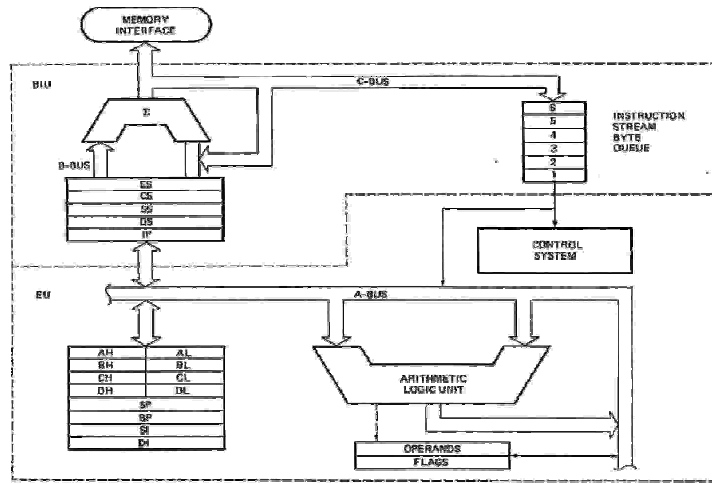 MEMORY
INTERFACE
BIU
C-BUS
Σ
B-BUS
6
5
4
3
2
1
INSTRUCTION
STREAM
BYTE
QUEUE
ES
CS
SS
DS
IP
CONTROL
SYSTEM
EU
A-BUS
AH AL
BH BL
CH CL
DH DL
SP
BP
SI
DI
ARITHMETIC
LOGIC UNIT
OPERANDS
FLAGS